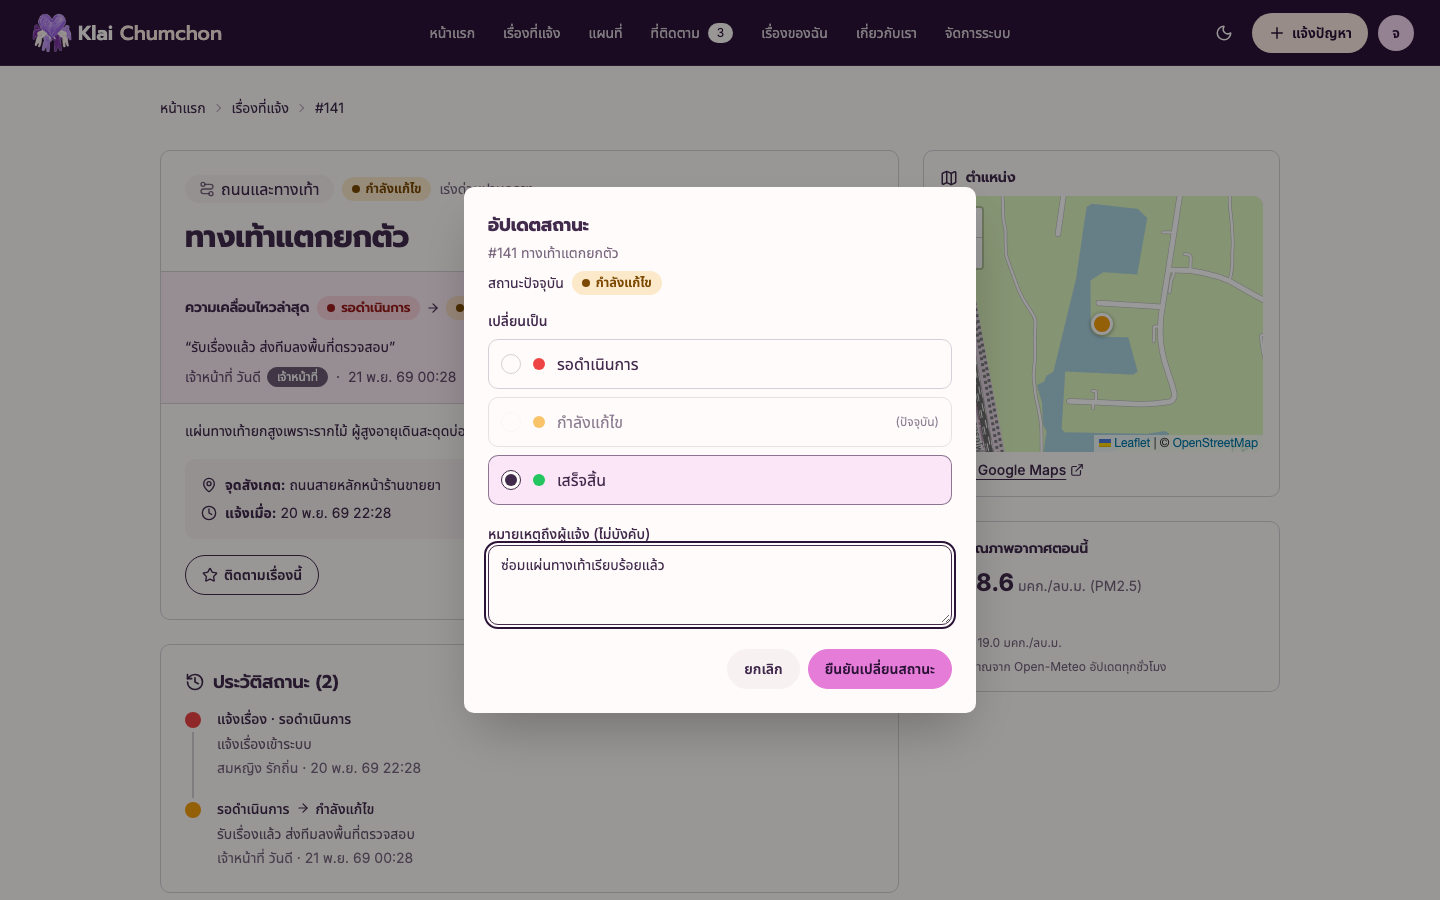 Klai Chumchon
หน้าแรก
เรื่องที่แจ้ง
แผนที่
ที่ติดตาม 3
เรื่องของฉัน
เกี่ยวกับเรา
จัดการระบบ
แจ้งปัญหา
จ
หน้าแรก
เรื่องที่แจ้ง
#141
ถนนและทางเท้า
กำลังแก้ไข
ทางเท้าแตกยกตัว
ความเคลื่อนไหวล่าสุด รอดำเนินการ →
“รับเรื่องแล้ว ส่งทีมลงพื้นที่ตรวจสอบ”
เจ้าหน้าที่ วันดี เจ้าหน้าที่ · 21 พ.ย. 69 00:28
แผ่นทางเท้ายกสูงเพราะรากไม้ ผู้สูงอายุเดินสะดุด
จุดสังเกต: ถนนสายหลักหน้าร้านขายยา
แจ้งเมื่อ: 20 พ.ย. 69 22:28
ติดตามเรื่องนี้
ประวัติสถานะ (2)
แจ้งเรื่อง · รอดำเนินการ
แจ้งเรื่องเข้าระบบ
สมหญิง รักถิ่น · 20 พ.ย. 69 22:28
รอดำเนินการ → กำลังแก้ไข
รับเรื่องแล้ว ส่งทีมลงพื้นที่ตรวจสอบ
เจ้าหน้าที่ วันดี · 21 พ.ย. 69 00:28
อัปเดตสถานะ
#141 ทางเท้าแตกยกตัว
สถานะปัจจุบัน กำลังแก้ไข
เปลี่ยนเป็น
รอดำเนินการ
กำลังแก้ไข (ปัจจุบัน)
เสร็จสิ้น
หมายเหตุถึงผู้แจ้ง (ไม่บังคับ)
ซ่อมแผ่นทางเท้าเรียบร้อยแล้ว
ยกเลิก
ยืนยันเปลี่ยนสถานะ
ตำแหน่ง
Leaflet | © OpenStreetMap
Google Maps
ณภาพอากาศตอนนี้
8.6 มคก./ลบ.ม. (PM2.5)
19.0 มคก./ลบ.ม.
จาก Open-Meteo อัปเดตทุกชั่วโมง